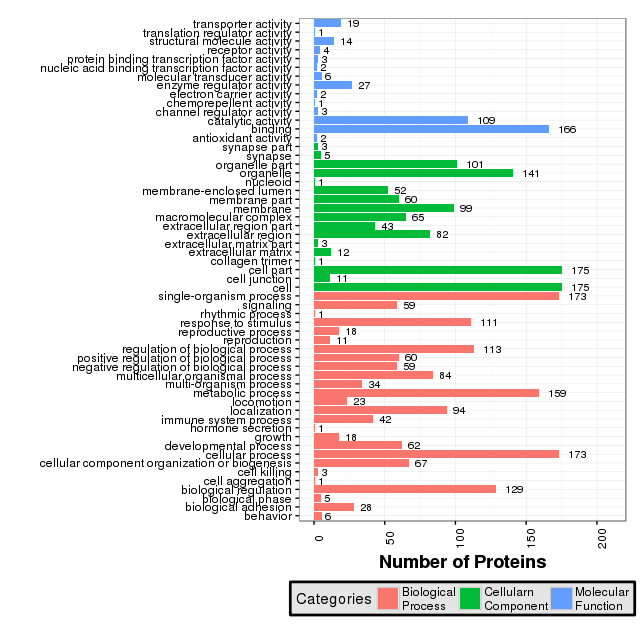 transporter activity 19
translation regulator activity 1
structural molecule activity 14
receptor activity 4
protein binding transcription factor activity 3
nucleic acid binding transcription factor activity 2
molecular transducer activity 6
enzyme regulator activity 27
electron carrier activity 2
chemorepellent activity 1
channel regulator activity 3
catalytic activity 109
binding 166
antioxidant activity 2
synapse part 3
synapse 5
organelle part 101
organelle 141
nucleoid 1
membrane-enclosed lumen 52
membrane part 60
membrane 99
macromolecular complex 65
extracellular region part 43
extracellular region 82
extracellular matrix part 3
extracellular matrix 12
collagen trimer 1
cell part 175
cell junction 11
cell 175
single-organism process 173
signaling 59
rhythmic process 1
response to stimulus 111
reproductive process 18
reproduction 11
regulation of biological process 113
positive regulation of biological process 60
negative regulation of biological process 59
multicellular organismal process 84
multi-organism process 34
metabolic process 159
locomotion 23
localization 94
immune system process 42
hormone secretion 1
growth 18
developmental process 62
cellular process 173
cellular component organization or biogenesis 67
cell killing 3
cell aggregation 1
biological regulation 129
biological phase 5
biological adhesion 28
behavior 6
0 50 100 150 200
Number of Proteins
Categories
Biological
Process
Cellularn
Component
Molecular
Function